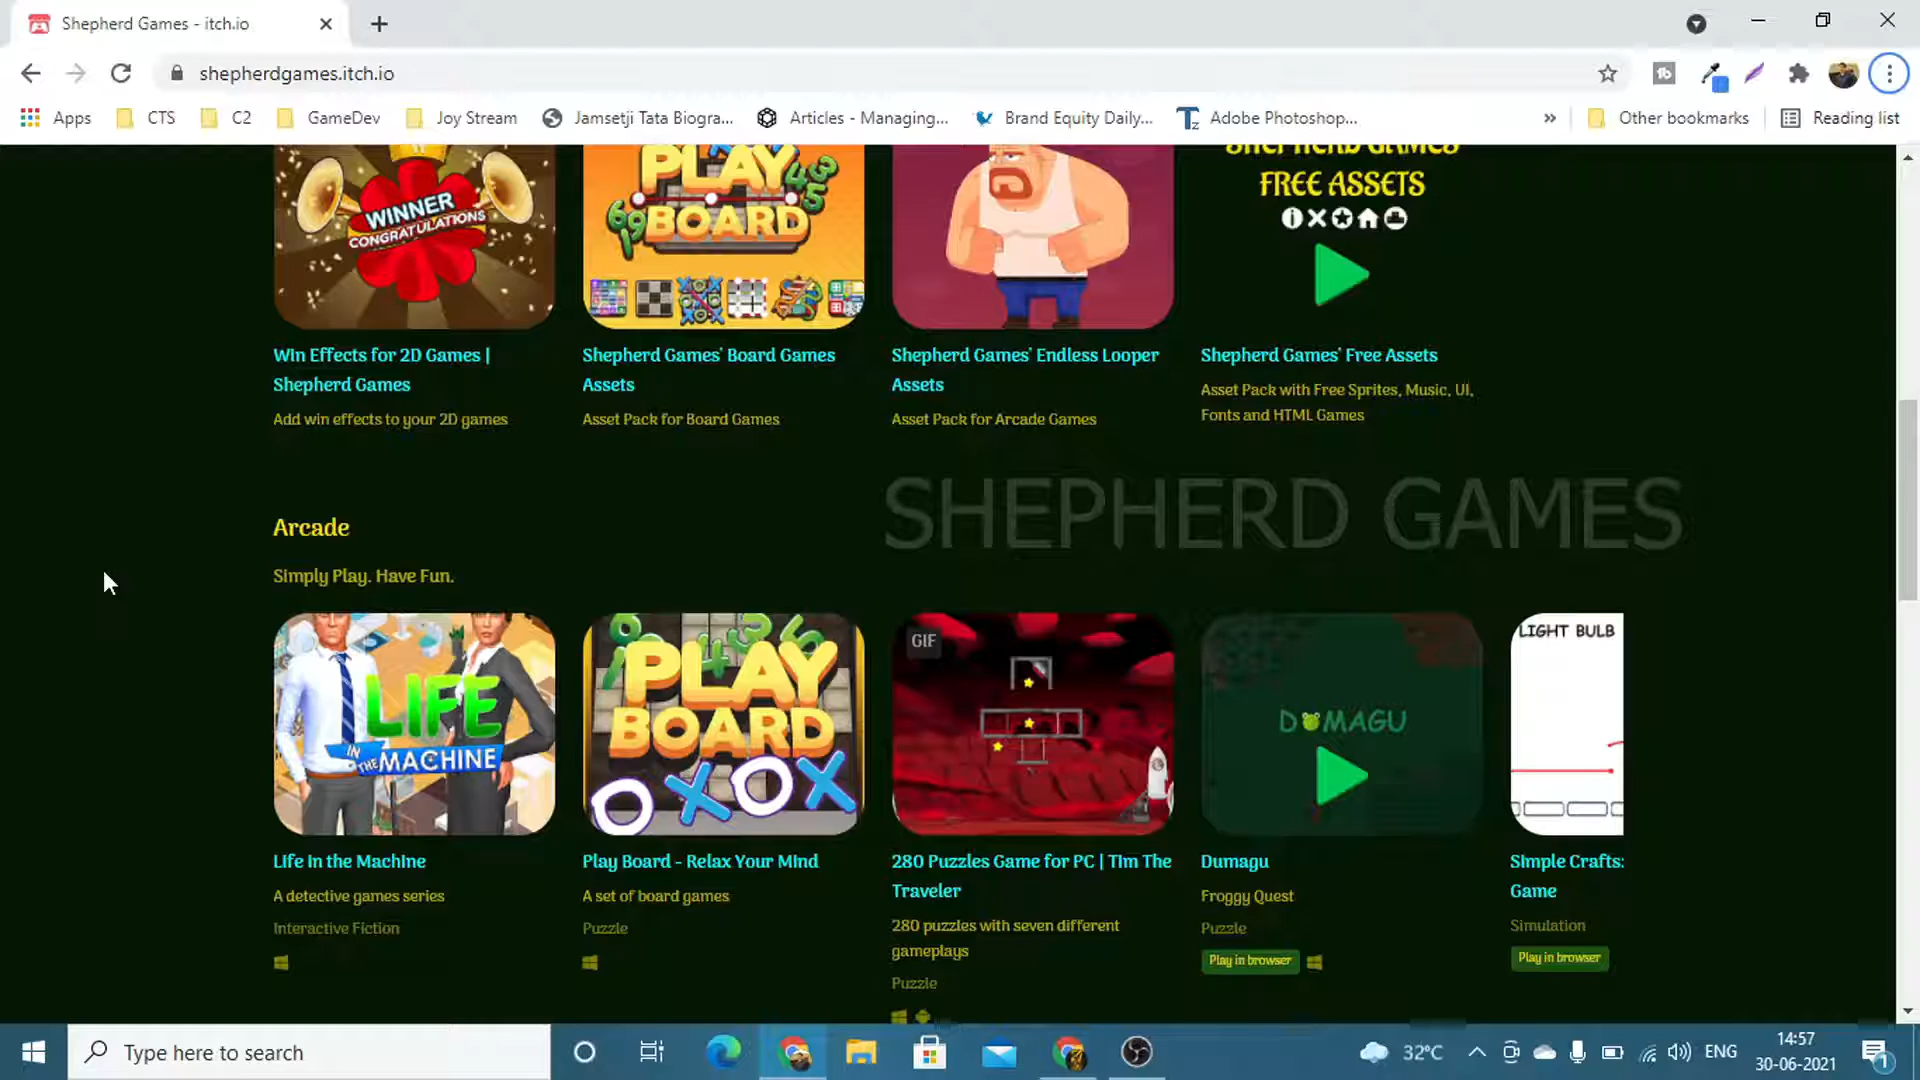 Shepherd Games - itch.io
shepherdgames.itch.io
Apps CTS C2 GameDev Joy Stream Jamsetji Tata Biogra... Articles - Managing,... Brand Equity Daily,... Adobe Photoshop... » Other bookmarks Reading list
WINNER
CONGRATULATIONS
PLAY
BOARD
SHEPHERD GAMES
FREE ASSETS
Win Effects for 2D Games |
Shepherd Games
Add win effects to your 2D games
Shepherd Games' Board Games
Assets
Asset Pack for Board Games
Shepherd Games' Endless Looper
Assets
Asset Pack for Arcade Games
Shepherd Games' Free Assets
Asset Pack with Free Sprites, Music, UI,
Fonts and HTML Games
SHEPHERD GAMES
Arcade
Simply Play. Have Fun.
LIFE
IN THE MACHINE
PLAY
BOARD
OXOX
GIF
DUMAGU
LIGHT BULB
Life in the Machine
A detective games series
Interactive Fiction
Play Board - Relax Your Mind
A set of board games
Puzzle
280 Puzzles Game for PC | Tim The
Traveler
280 puzzles with seven different
gameplays
Puzzle
Dumagu
Froggy Quest
Puzzle
Play in browser
Simple Crafts:
Game
Simulation
Play in browser
Type here to search
32°C
ENG
14:57
30-06-2021
1